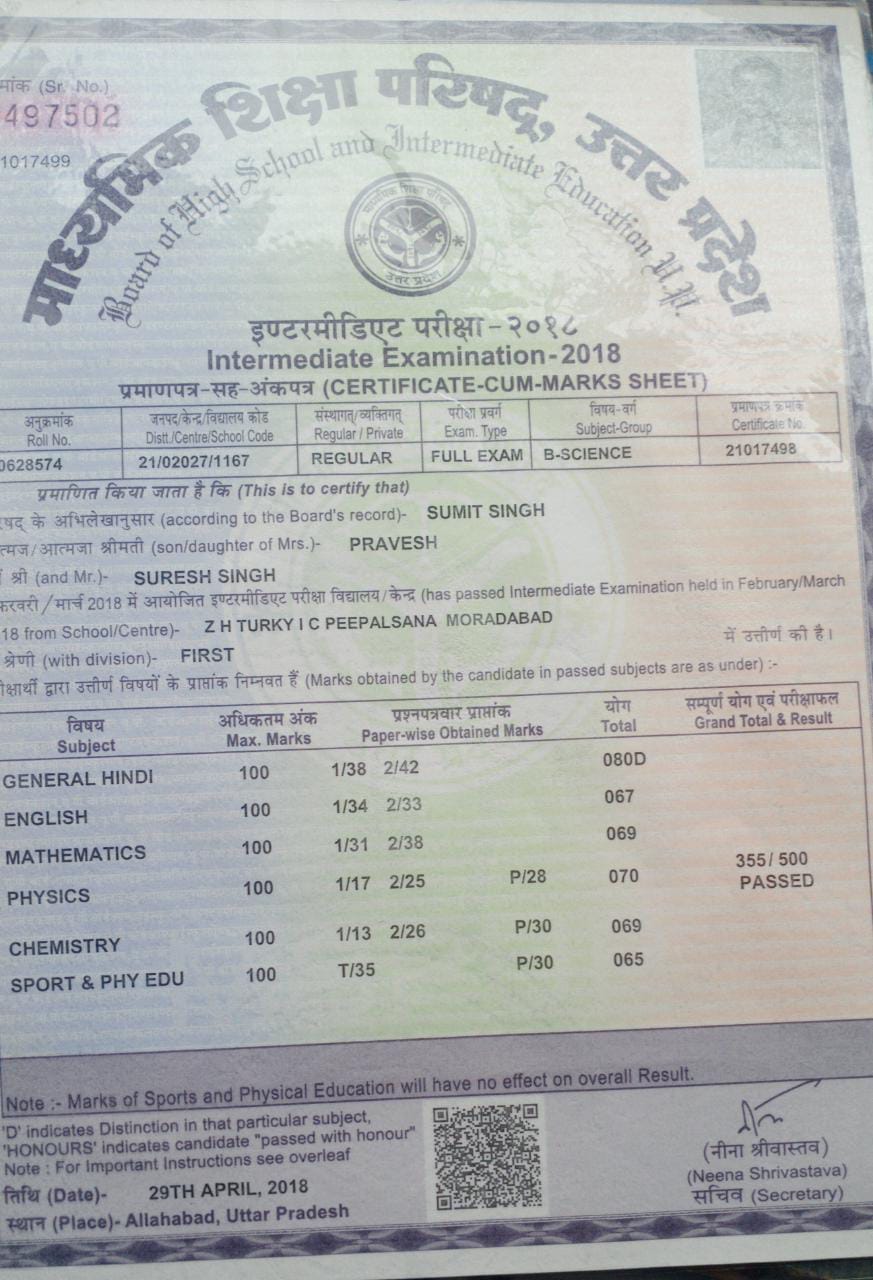 मांक (Sr. No.)
497502
1017499
माध्यमिक शिक्षा परिषद्, उत्तर प्रदेश
Board of High School and Intermediate Education U.P.
माध्यमिक शिक्षा परिषद
उत्तर प्रदेश
इण्टरमीडिएट परीक्षा-२०१८
Intermediate Examination-2018
प्रमाणपत्र-सह-अंकपत्र (CERTIFICATE-CUM-MARKS SHEET)
अनुक्रमांक जनपद/केन्द्र/विद्यालय कोड संस्थागत्/व्यक्तिगत् परीक्षा प्रवर्ग विषय-वर्ग प्रमाणपत्र क्रमांक
Roll No. Distt./Centre/School Code Regular / Private Exam. Type Subject-Group Certificate No.
0628574 21/02027/1167 REGULAR FULL EXAM B-SCIENCE 21017498
प्रमाणित किया जाता है कि (This is to certify that)
षद् के अभिलेखानुसार (according to the Board's record)- SUMIT SINGH
त्मज/आत्मजा श्रीमती (son/daughter of Mrs.)- PRAVESH
श्री (and Mr.)- SURESH SINGH
फरवरी/मार्च 2018 में आयोजित इण्टरमीडिएट परीक्षा विद्यालय/केन्द्र (has passed Intermediate Examination held in February/March
18 from School/Centre)- Z H TURKY I C PEEPALSANA MORADABAD
में उत्तीर्ण की है।
श्रेणी (with division)- FIRST
क्षार्थी द्वारा उत्तीर्ण विषयों के प्राप्तांक निम्नवत हैं (Marks obtained by the candidate in passed subjects are as under) :-
विषय अधिकतम अंक प्रश्नपत्रवार प्राप्तांक योग सम्पूर्ण योग एवं परीक्षाफल
Subject Max. Marks Paper-wise Obtained Marks Total Grand Total & Result
GENERAL HINDI 100 1/38 2/42 080D
ENGLISH 100 1/34 2/33 067
MATHEMATICS 100 1/31 2/38 069
355/ 500
PHYSICS 100 1/17 2/25 P/28 070
PASSED
CHEMISTRY 100 1/13 2/26 P/30 069
SPORT & PHY EDU 100 T/35 P/30 065
Note :- Marks of Sports and Physical Education will have no effect on overall Result.
'D' indicates Distinction in that particular subject,
'HONOURS' indicates candidate "passed with honour"
Note : For Important Instructions see overleaf
तिथि (Date)- 29TH APRIL, 2018
स्थान (Place)- Allahabad, Uttar Pradesh
(नीना श्रीवास्तव)
(Neena Shrivastava)
सचिव (Secretary)